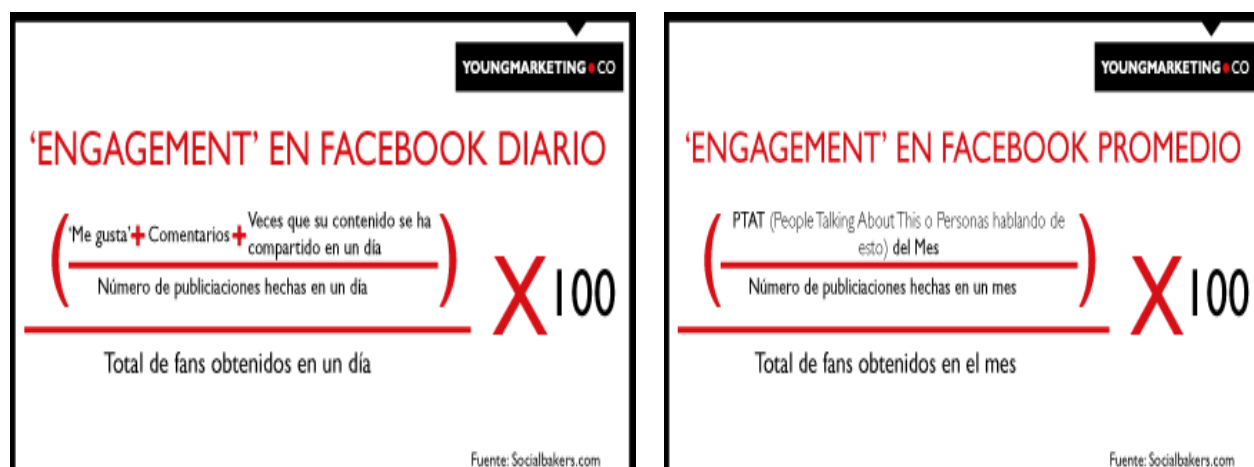 YOUNGMARKETING CO
'ENGAGEMENT' EN FACEBOOK DIARIO
'Me gusta' + Comentarios + Veces que su contenido se ha
compartido en un día
Número de publiciaciones hechas en un día
X 100
Total de fans obtenidos en un día
Fuente: Socialbakers.com
YOUNGMARKETING CO
'ENGAGEMENT' EN FACEBOOK PROMEDIO
PTAT (People Talking About This o Personas hablando de
esto) del Mes
Número de publiciaciones hechas en un mes
X 100
Total de fans obtenidos en el mes
Fuente: Socialbakers.com